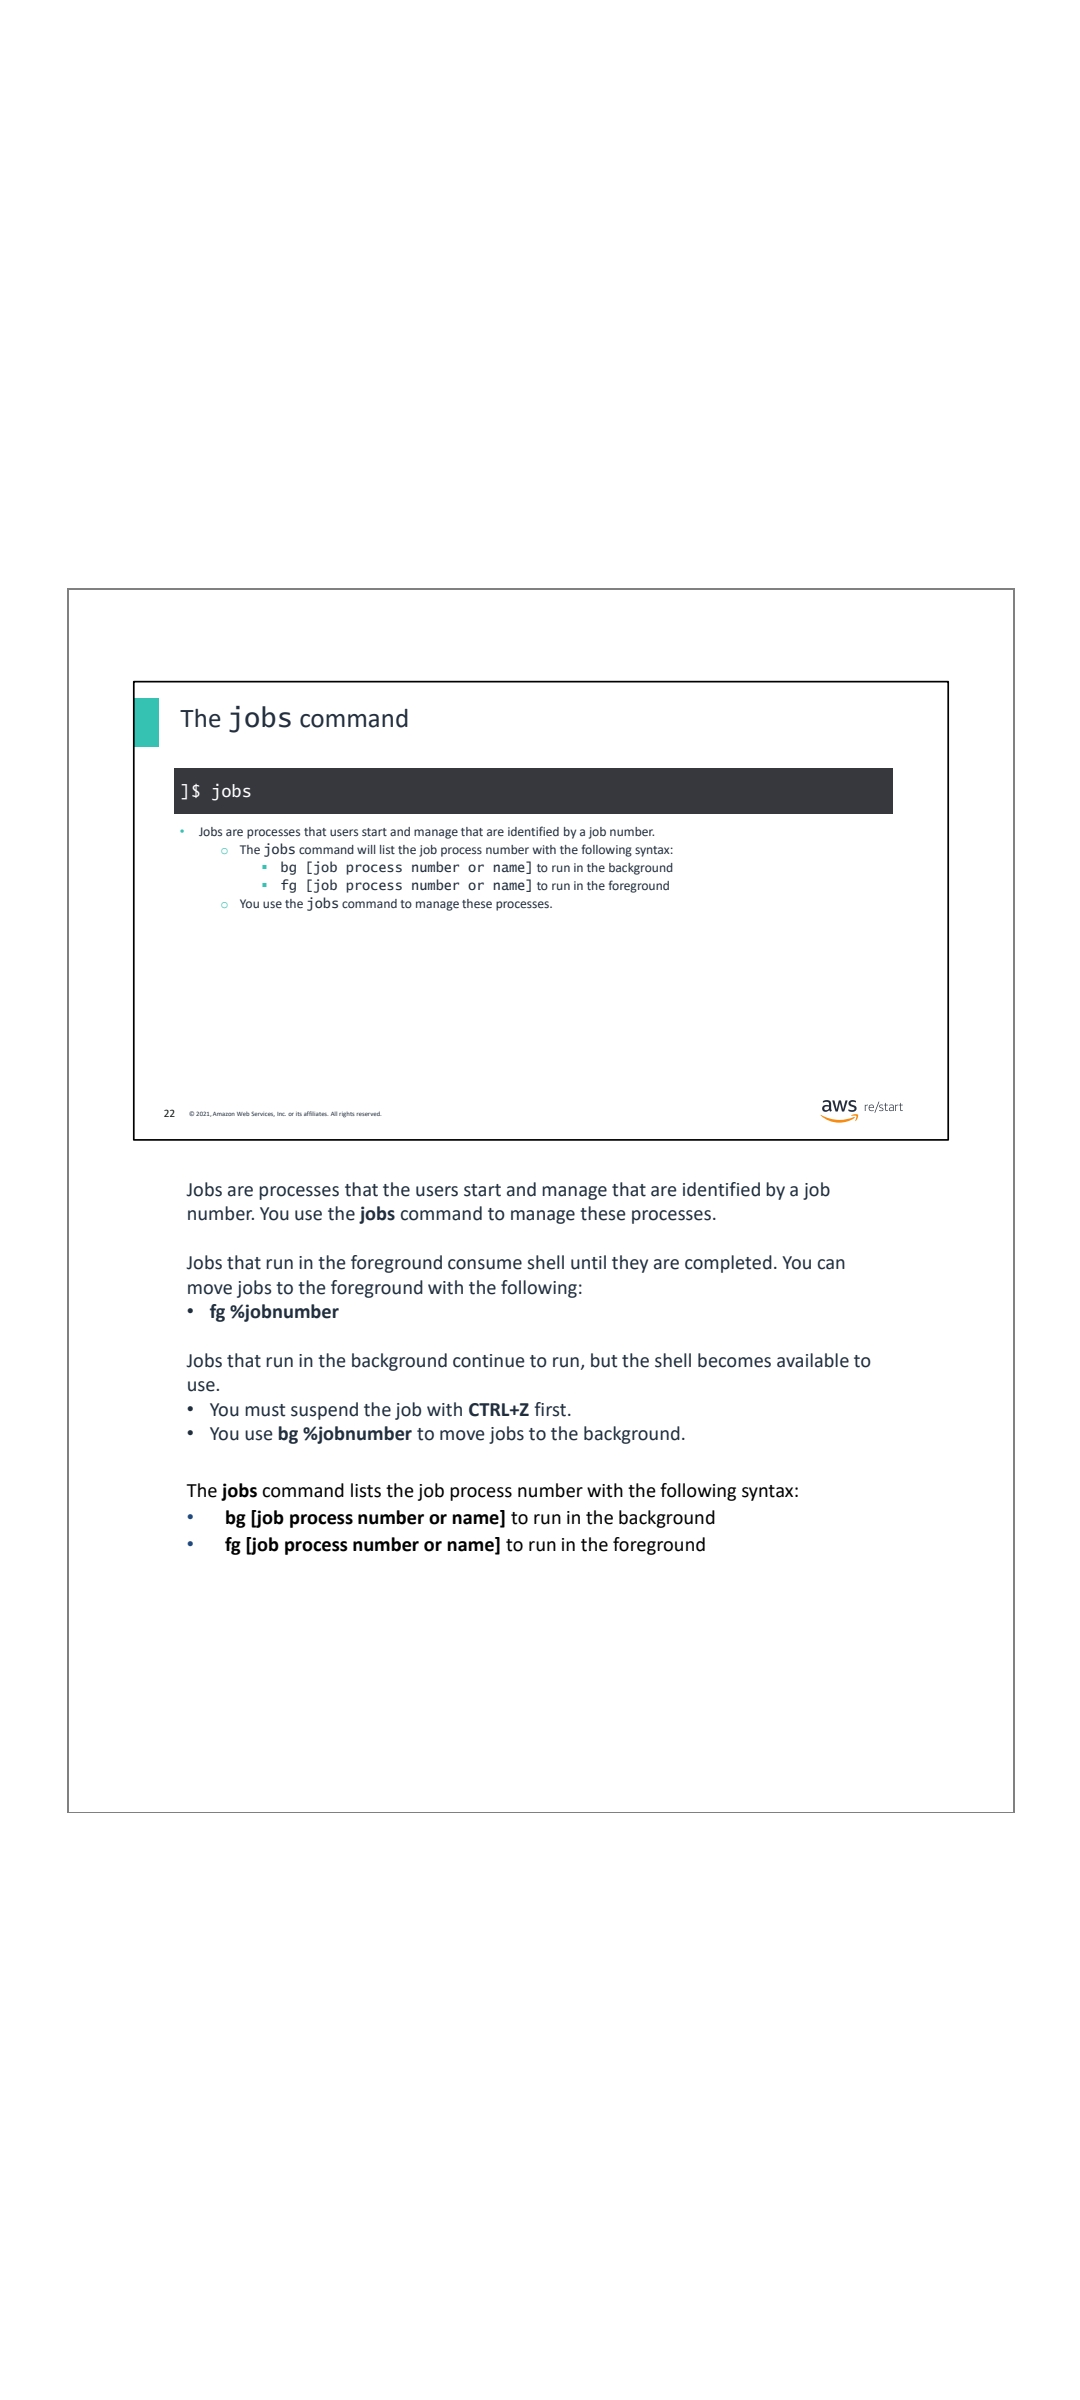 The jobs command
]$ jobs
• Jobs are processes that users start and manage that are identified by a job number.
o The jobs command will list the job process number with the following syntax:
▪ bg [job process number or name] to run in the background
▪ fg [job process number or name] to run in the foreground
o You use the jobs command to manage these processes.
22 © 2021, Amazon Web Services, Inc. or its affiliates. All rights reserved.
aws re/start
Jobs are processes that the users start and manage that are identified by a job
number. You use the jobs command to manage these processes.
Jobs that run in the foreground consume shell until they are completed. You can
move jobs to the foreground with the following:
• fg %jobnumber
Jobs that run in the background continue to run, but the shell becomes available to
use.
• You must suspend the job with CTRL+Z first.
• You use bg %jobnumber to move jobs to the background.
The jobs command lists the job process number with the following syntax:
• bg [job process number or name] to run in the background
• fg [job process number or name] to run in the foreground